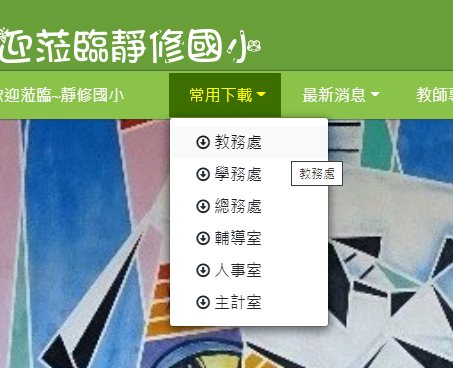 迎蒞臨靜修國小
歡迎蒞臨~靜修國小 常用下載 最新消息 教師專
教務處
學務處
教務處
總務處
輔導室
人事室
主計室